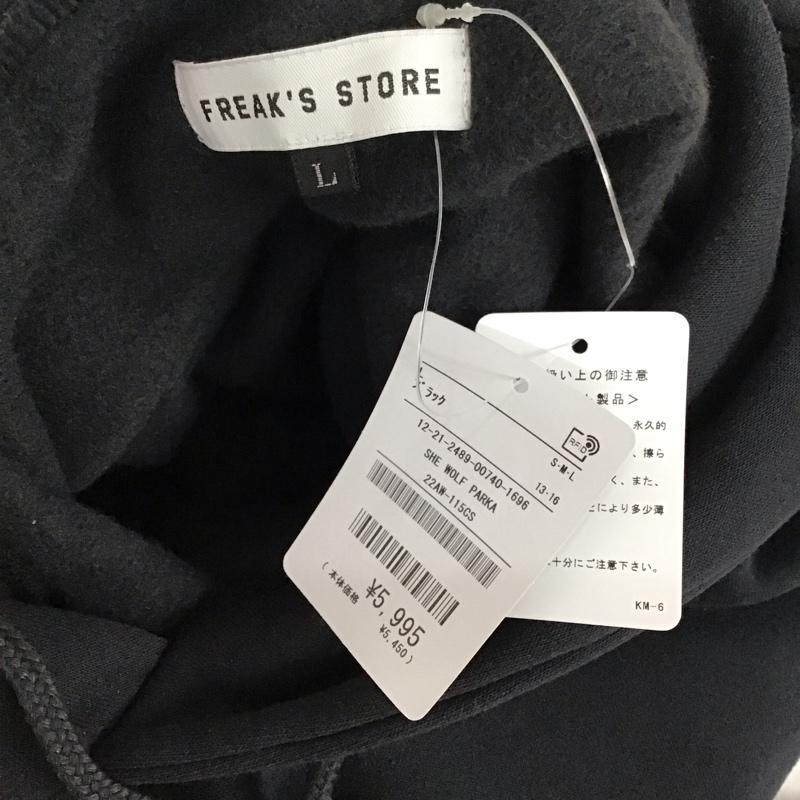 FREAK'S STORE
L
ブラック
RFID
S・M・L
12-21-2489-00740-1696
13-16
SHE WOLF PARKA
22AW-115CS
¥5,995
(本体価格 ¥5,450)
扱い上の御注意
製品>
永久的
、擦ら
く、また、
により多少薄
十分にご注意下さい。
KM-6